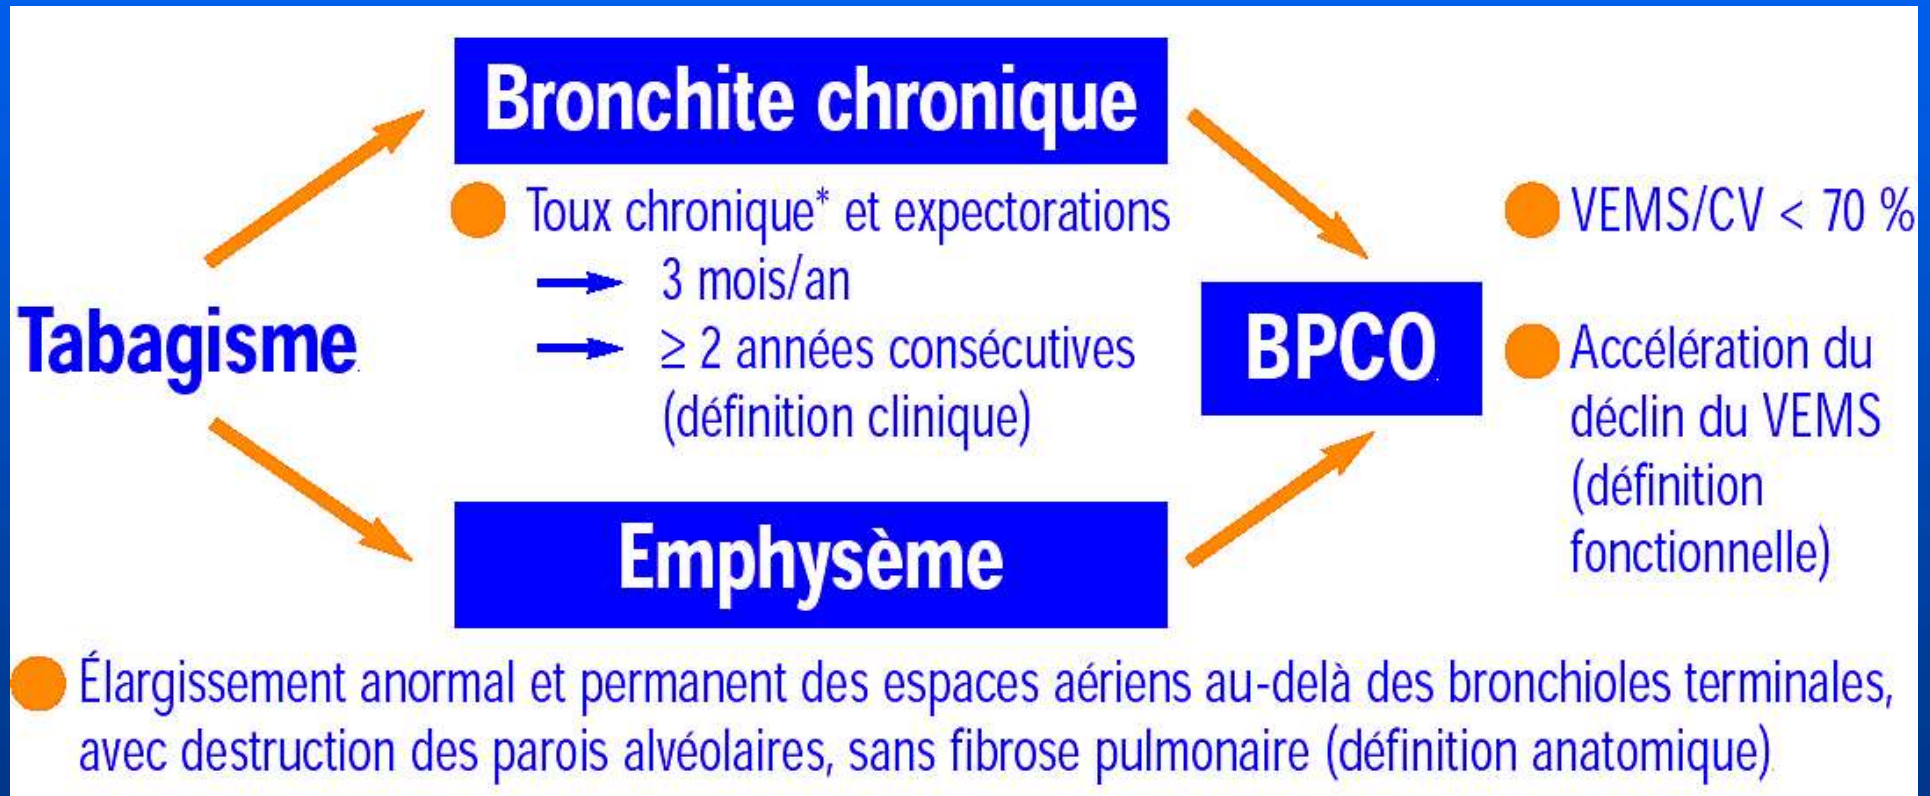 Bronchite chronique
Toux chronique* et expectorations
3 mois/an
≥ 2 années consécutives
(définition clinique)
Tabagisme
Emphysème
BPCO
VEMS/CV < 70 %
Accélération du
déclin du VEMS
(définition
fonctionnelle)
Élargissement anormal et permanent des espaces aériens au-delà des bronchioles terminales,
avec destruction des parois alvéolaires, sans fibrose pulmonaire (définition anatomique)